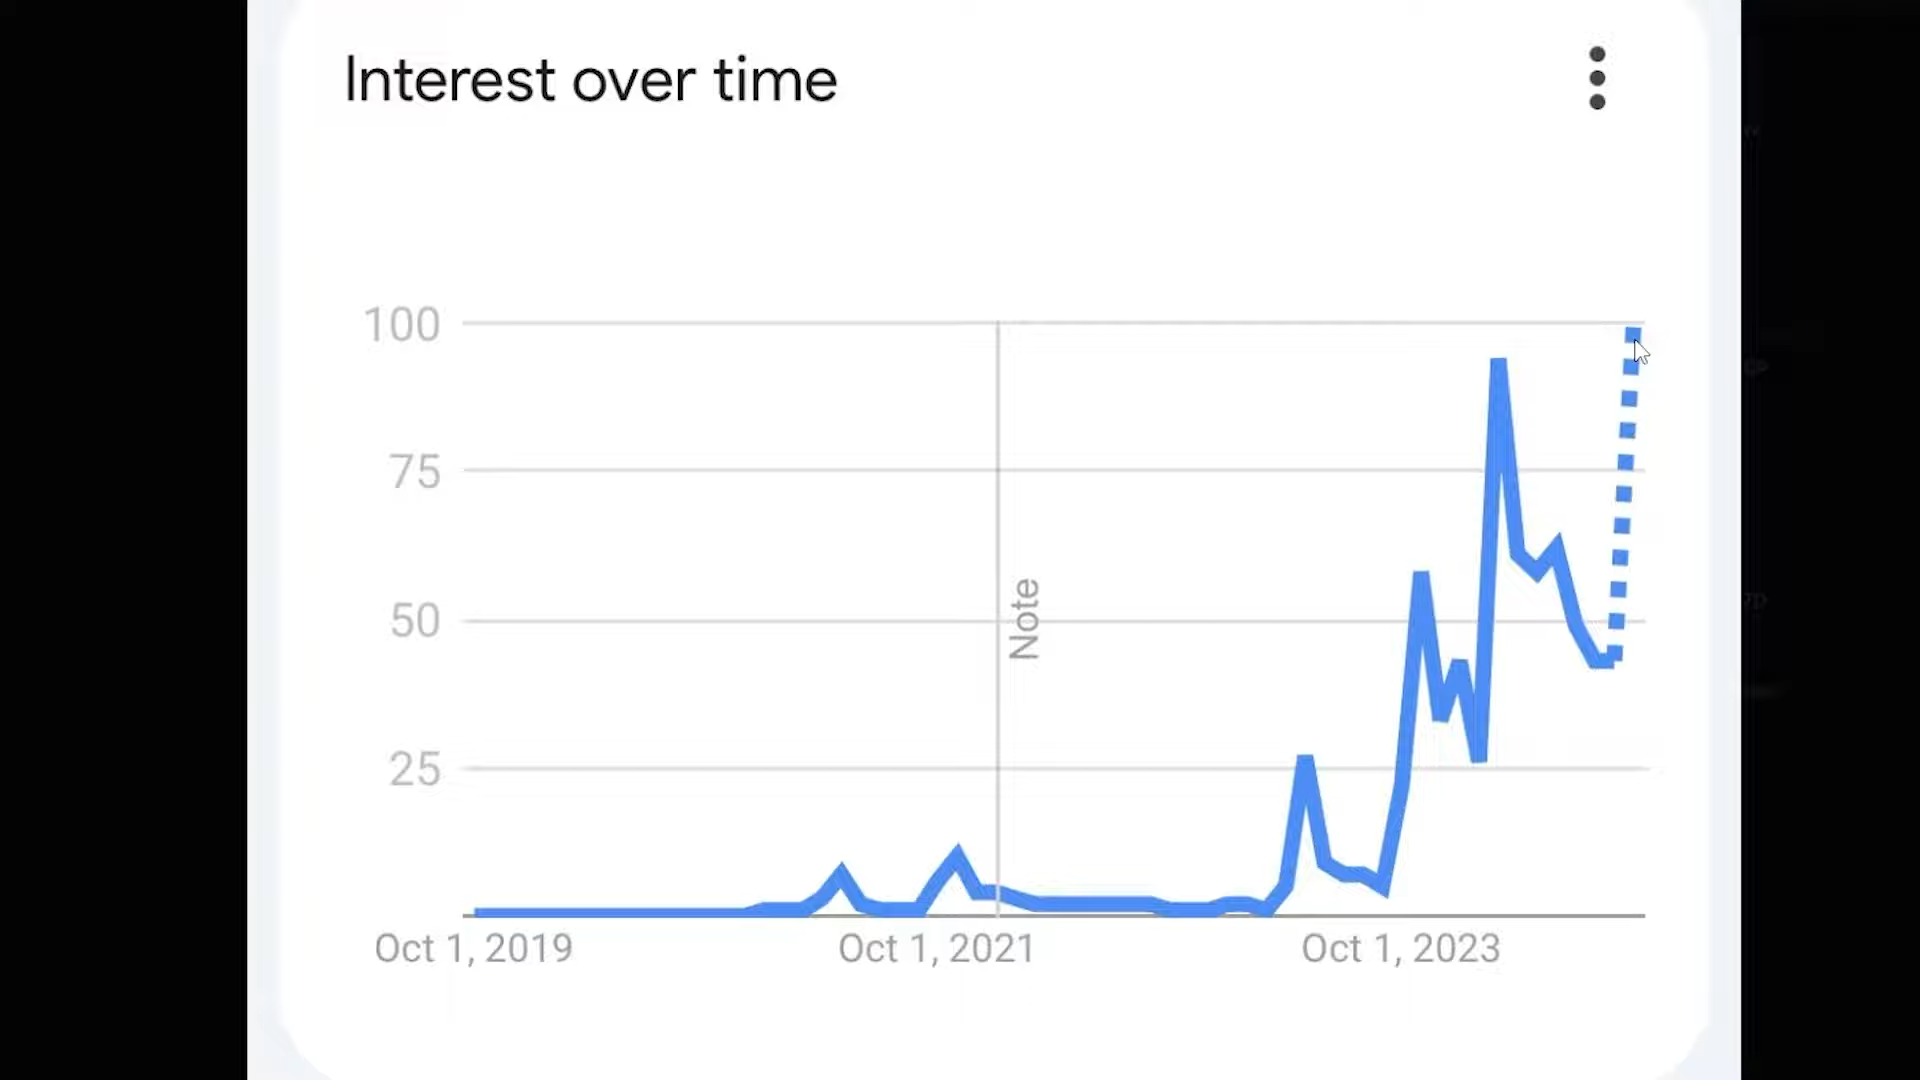 Interest over time
100
75
50
25
Note
Oct 1, 2019
Oct 1, 2021
Oct 1, 2023